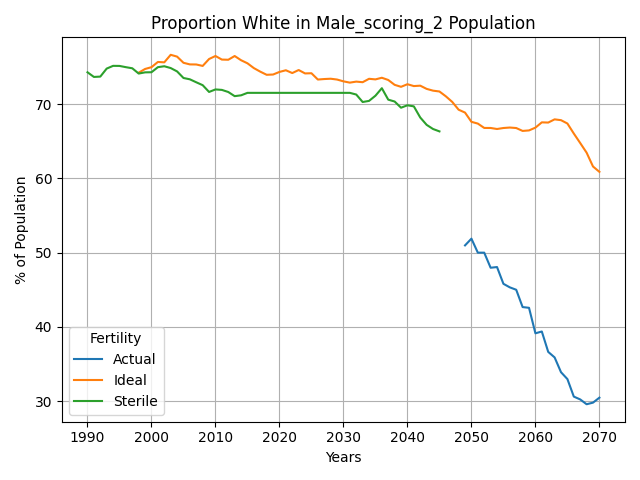 Proportion White in Male_scoring_2 Population
% of Population
70
60
50
40
30
Fertility
Actual
Ideal
Sterile
1990 2000 2010 2020 2030 2040 2050 2060 2070
Years